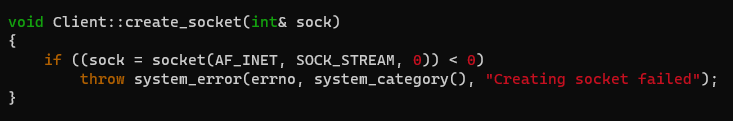 void Client::create_socket(int& sock)
{
    if ((sock = socket(AF_INET, SOCK_STREAM, 0)) < 0)
        throw system_error(errno, system_category(), "Creating socket failed");
}